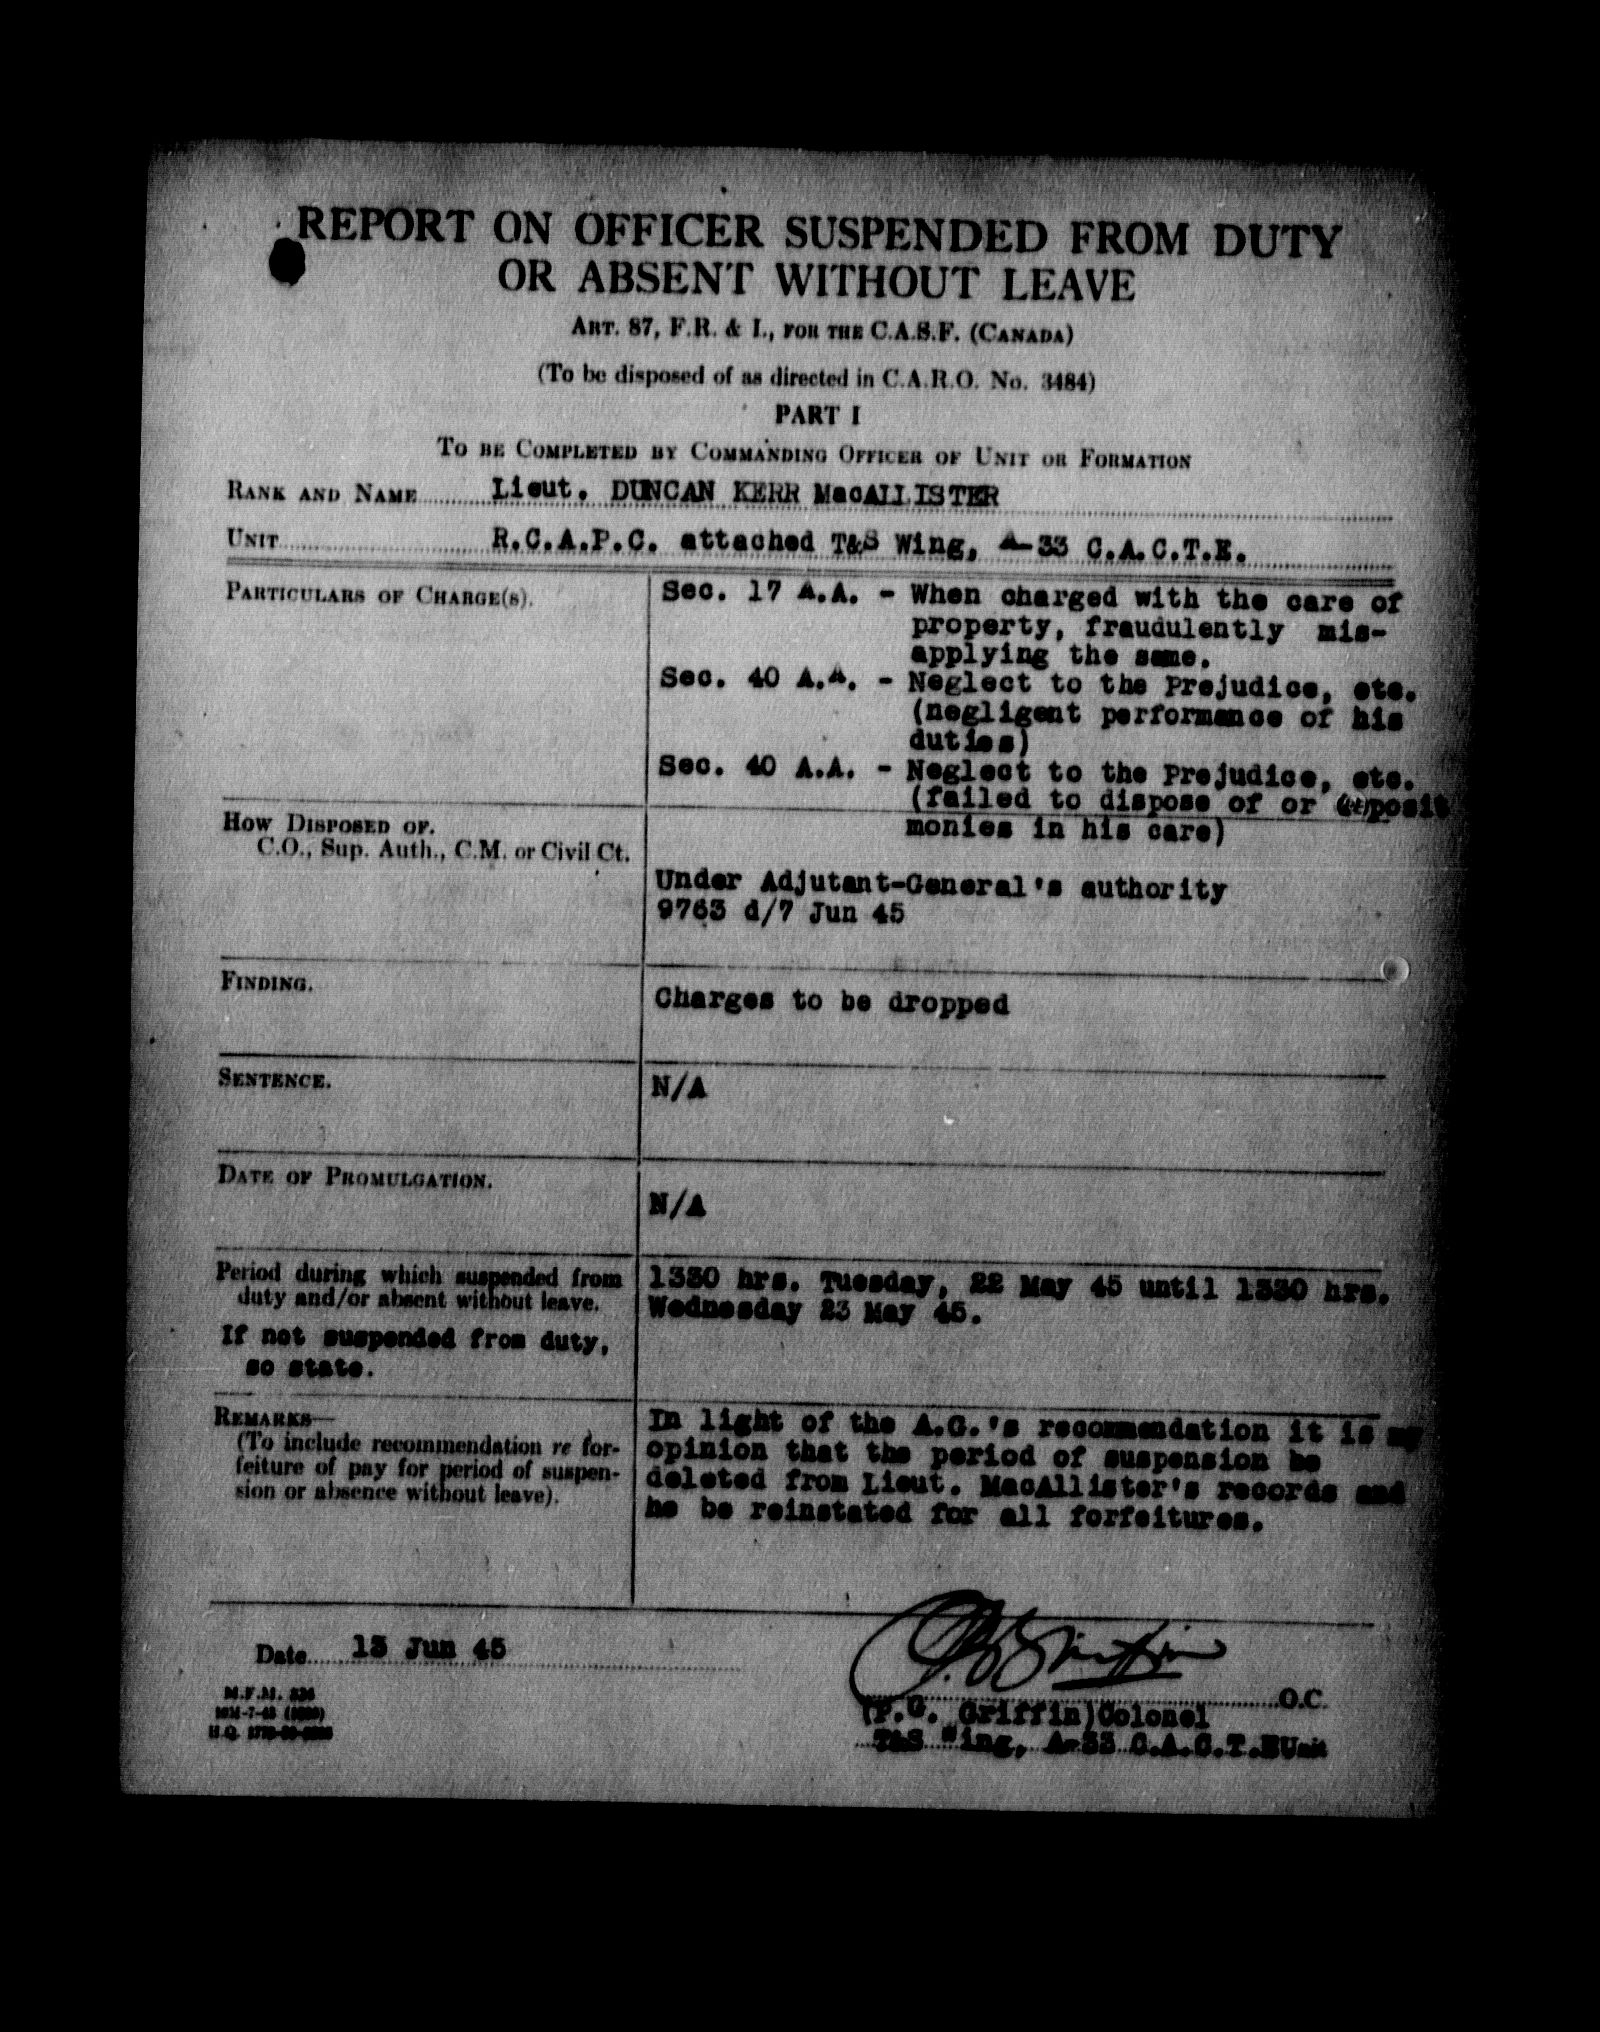 REPORT ON OFFICER SUSPENDED FROM DUTY
OR ABSENT WITHOUT LEAVE
ART. 87, F.R. & I., FOR THE C.A.S.F. (CANADA)
(To be disposed of as directed in C.A.R.O. No. 3484)
PART I
TO BE COMPLETED BY COMMANDING OFFICER OF UNIT OR FORMATION
RANK AND NAME Lieut. DUNCAN KERR MacALLISTER
UNIT R.C.A.P.C. attached T&S Wing, A-33 C.A.C.T.E.
PARTICULARS OF CHARGE(S).
Sec. 17 A.A. - When charged with the care of
property, fraudulently mis-
applying the same.
Sec. 40 A.A. - Neglect to the Prejudice, etc.
(negligent performance of his
duties)
Sec. 40 A.A. - Neglect to the Prejudice, etc.
(failed to dispose of or deposit
monies in his care)
HOW DISPOSED OF.
C.O., Sup. Auth., C.M. or Civil Ct.
Under Adjutant-General's authority
9763 d/7 Jun 45
FINDING.
Charges to be dropped
SENTENCE.
N/A
DATE OF PROMULGATION.
N/A
Period during which suspended from
duty and/or absent without leave.
If not suspended from duty,
so state.
1330 hrs. Tuesday, 22 May 45 until 1330 hrs.
Wednesday 23 May 45.
REMARKS—
(To include recommendation re for-
feiture of pay for period of suspen-
sion or absence without leave).
In light of the A.G.'s recommendation it is my
opinion that the period of suspension be
deleted from Lieut. MacAllister's records and
he be reinstated for all forfeitures.
Date 13 Jun 45
O.C.
(P.G. Griffin)Colonel
T&S Wing, A-33 C.A.C.T.E Unit
M.F.M.
H.Q.